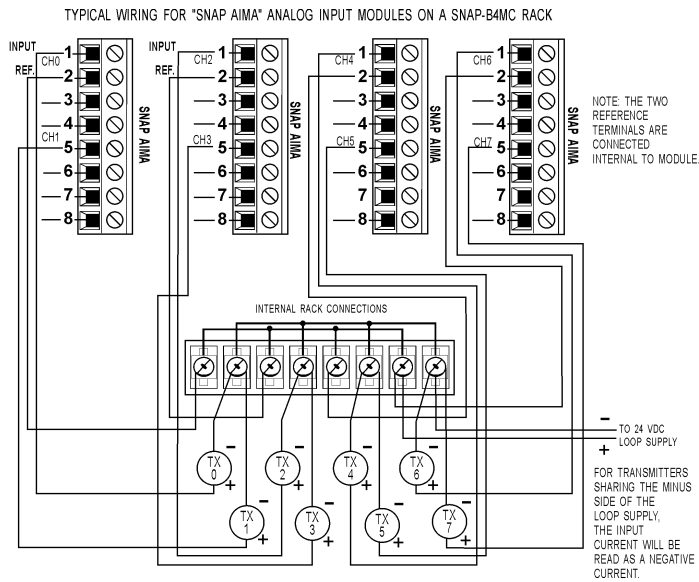 TYPICAL WIRING FOR "SNAP AIMA" ANALOG INPUT MODULES ON A SNAP-B4MC RACK
INPUT
CH0
REF.
CH1
1
2
3
4
5
6
7
8
SNAP AIMA
INPUT
CH2
REF.
CH3
1
2
3
4
5
6
7
8
SNAP AIMA
CH4
CH5
1
2
3
4
5
6
7
8
SNAP AIMA
CH6
CH7
1
2
3
4
5
6
7
8
SNAP AIMA
NOTE: THE TWO
REFERENCE
TERMINALS ARE
CONNECTED
INTERNAL TO MODULE.
INTERNAL RACK CONNECTIONS
−
TO 24 VDC
LOOP SUPPLY
+
TX
0
−
+
TX
2
−
+
TX
4
−
+
TX
6
−
+
TX
1
−
+
TX
3
−
+
TX
5
−
+
TX
7
−
+
FOR TRANSMITTERS
SHARING THE MINUS
SIDE OF THE
LOOP SUPPLY,
THE INPUT
CURRENT WILL BE
READ AS A NEGATIVE
CURRENT.